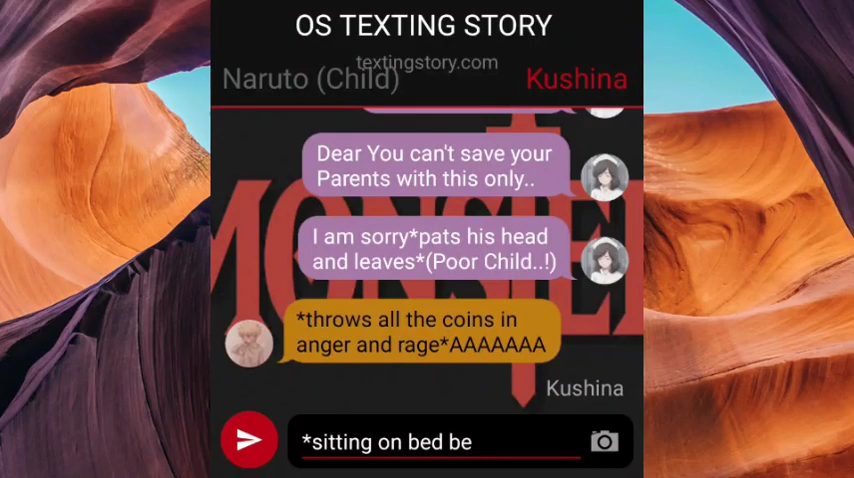 OS TEXTING STORY
textingstory.com
Naruto (Child)
Kushina
Dear You can't save your
Parents with this only..
I am sorry*pats his head
and leaves*(Poor Child..!)
MONSTER
*throws all the coins in
anger and rage*AAAAAAA
Kushina
*sitting on bed be